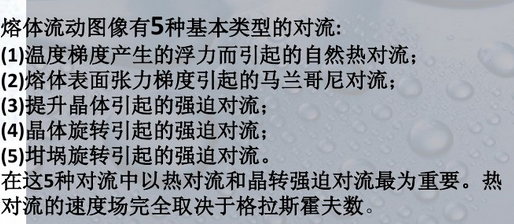 熔体流动图像有5种基本类型的对流:
(1)温度梯度产生的浮力而引起的自然热对流；
(2)熔体表面张力梯度引起的马兰哥尼对流；
(3)提升晶体引起的强迫对流；
(4)晶体旋转引起的强迫对流；
(5)坩埚旋转引起的强迫对流。
在这5种对流中以热对流和晶转强迫对流最为重要。热
对流的速度场完全取决于格拉斯霍夫数。